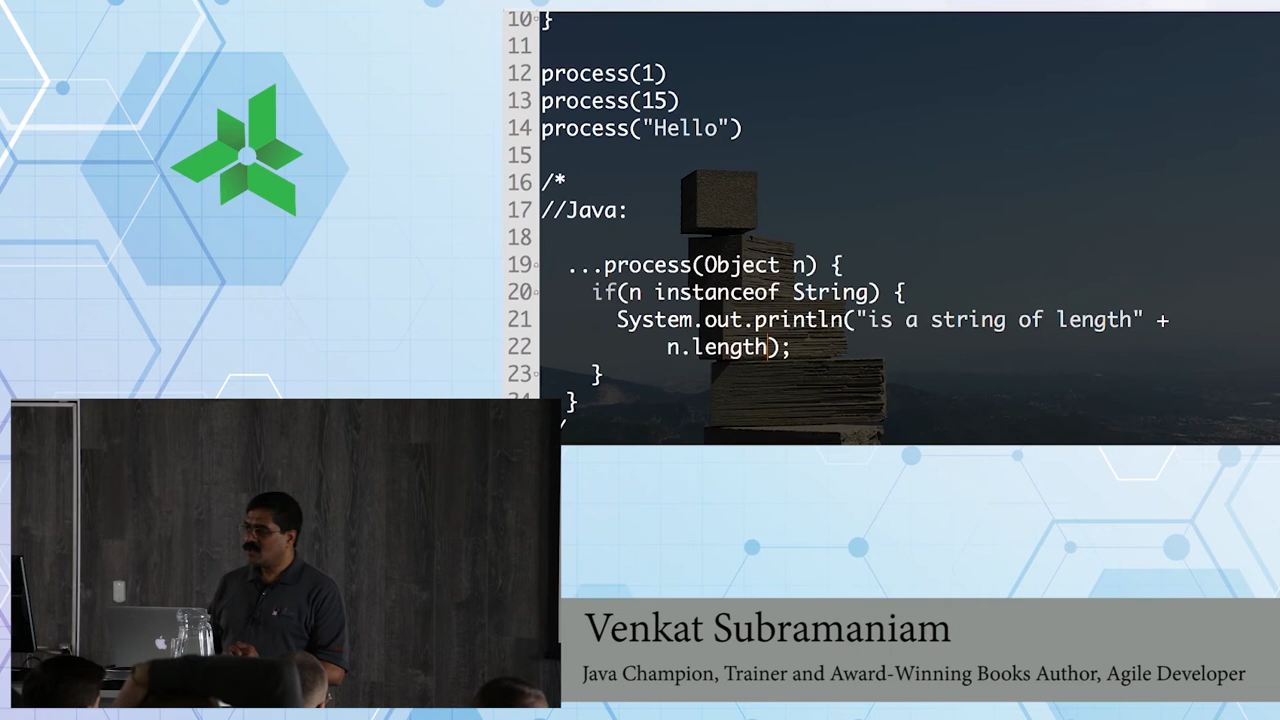 10 }
11
12 process(1)
13 process(15)
14 process("Hello")
15
16 /*
17 //Java:
18
19 ...process(Object n) {
20 if(n instanceof String) {
21 System.out.println("is a string of length" +
22 n.length);
23 }
24 }
/
Venkat Subramaniam
Java Champion, Trainer and Award-Winning Books Author, Agile Developer